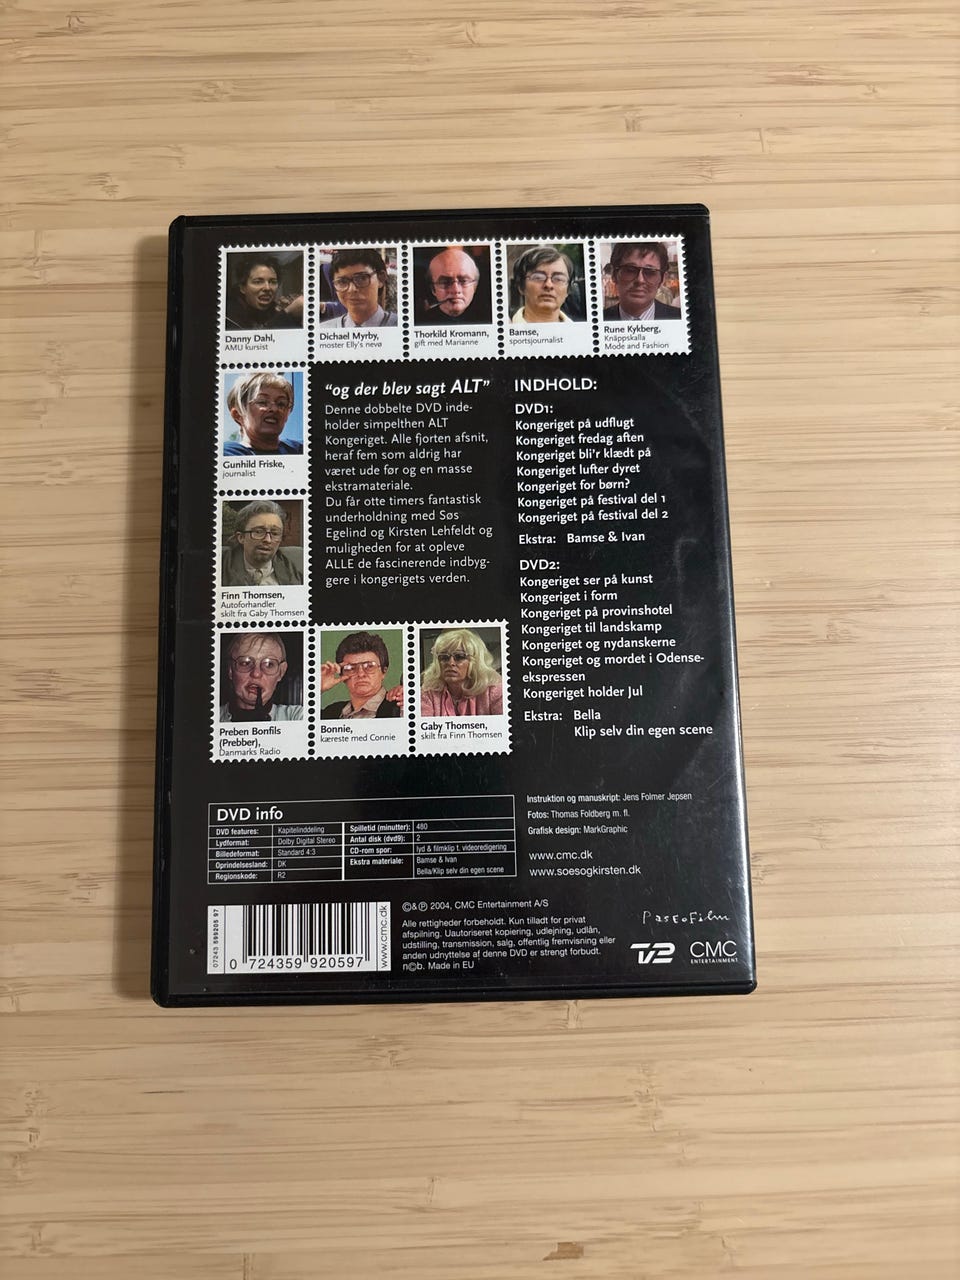 Danny Dahl,
AMU kursist
Dichael Myrby,
moster Elly's nevø
Thorkild Kromann,
gift med Marianne
Bamse,
sportsjournalist
Rune Kykberg,
Knäppskalla
Mode and Fashion
Gunhild Friske,
journalist
Finn Thomsen,
Autoforhandler
skilt fra Gaby Thomsen
Preben Bonfils
(Prebber),
Danmarks Radio
Bonnie,
kæreste med Connie
Gaby Thomsen,
skilt fra Finn Thomsen
"og der blev sagt ALT"
Denne dobbelte DVD inde-
holder simpelthen ALT
Kongeriget. Alle fjorten afsnit,
heraf fem som aldrig har
været ude før og en masse
ekstramateriale.
Du får otte timers fantastisk
underholdning med Søs
Egelind og Kirsten Lehfeldt og
muligheden for at opleve
ALLE de fascinerende indbyg-
gere i kongerigets verden.
INDHOLD:
DVD1:
Kongeriget på udflugt
Kongeriget fredag aften
Kongeriget bli'r klædt på
Kongeriget lufter dyret
Kongeriget for børn?
Kongeriget på festival del 1
Kongeriget på festival del 2
Ekstra: Bamse & Ivan
DVD2:
Kongeriget ser på kunst
Kongeriget i form
Kongeriget på provinshotel
Kongeriget til landskamp
Kongeriget og nydanskerne
Kongeriget og mordet i Odense-
ekspressen
Kongeriget holder Jul
Ekstra: Bella
Klip selv din egen scene
DVD info
DVD features: Kapitelinddeling
Lydformat: Dolby Digital Stereo
Billedeformat: Standard 4:3
Oprindelsesland: DK
Regionskode: R2
Spilletid (minutter): 480
Antal disk (dvd9): 2
CD-rom spor: lyd & filmklip t. videoredigering
Ekstra materiale: Bamse & Ivan
Bella/Klip selv din egen scene
Instruktion og manuskript: Jens Folmer Jepsen
Fotos: Thomas Foldberg m. fl.
Grafisk design: MarkGraphic
www.cmc.dk
www.soesogkirsten.dk
07243 599205 97
0 724359 920597
www.cmc.dk
©&℗ 2004, CMC Entertainment A/S
Alle rettigheder forbeholdt. Kun tilladt for privat
afspilning. Uautoriseret kopiering, udlejning, udlån,
udstilling, transmission, salg, offentlig fremvisning eller
anden udnyttelse af denne DVD er strengt forbudt.
n©b. Made in EU
PastoFilm
TV2
CMC
ENTERTAINMENT